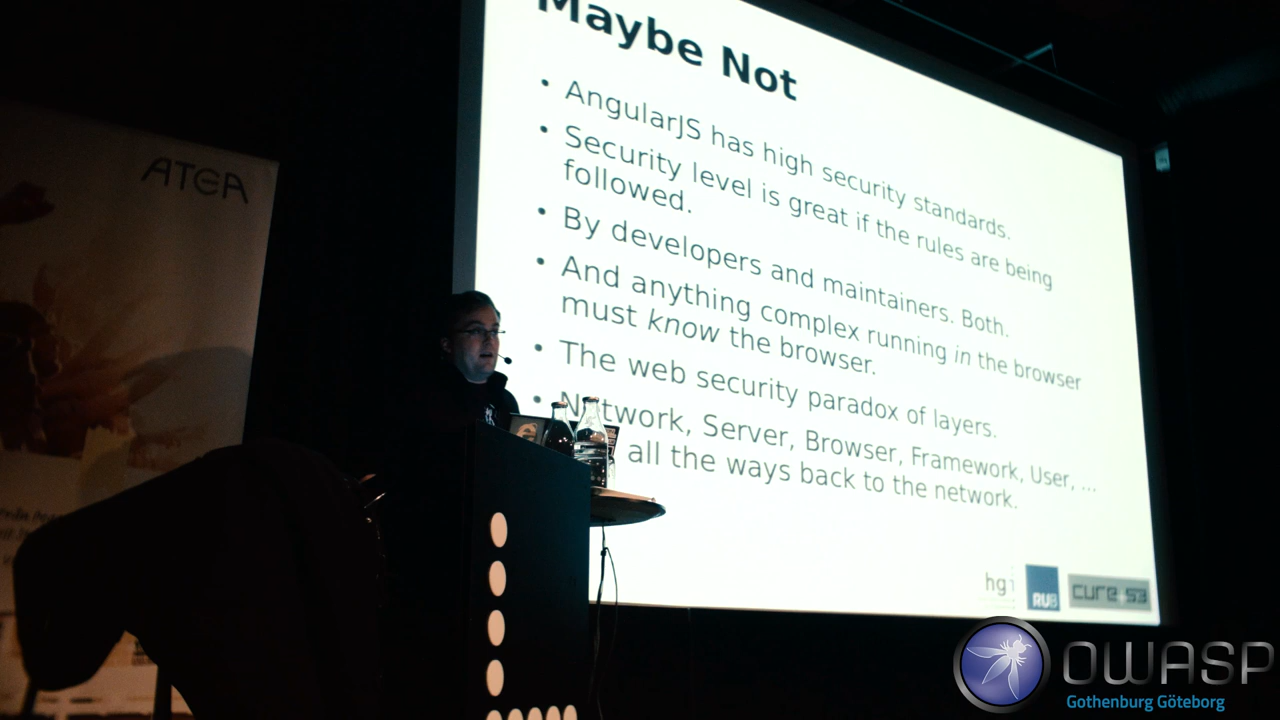 Maybe Not
• AngularJS has high security standards.
• Security level is great if the rules are being
followed.
• By developers and maintainers. Both.
• And anything complex running in the browser
must know the browser.
• The web security paradox of layers.
• Network, Server, Browser, Framework, User, ...
all the ways back to the network.
ATEA
hgi
RUB
cure53
OWASP
Gothenburg Göteborg